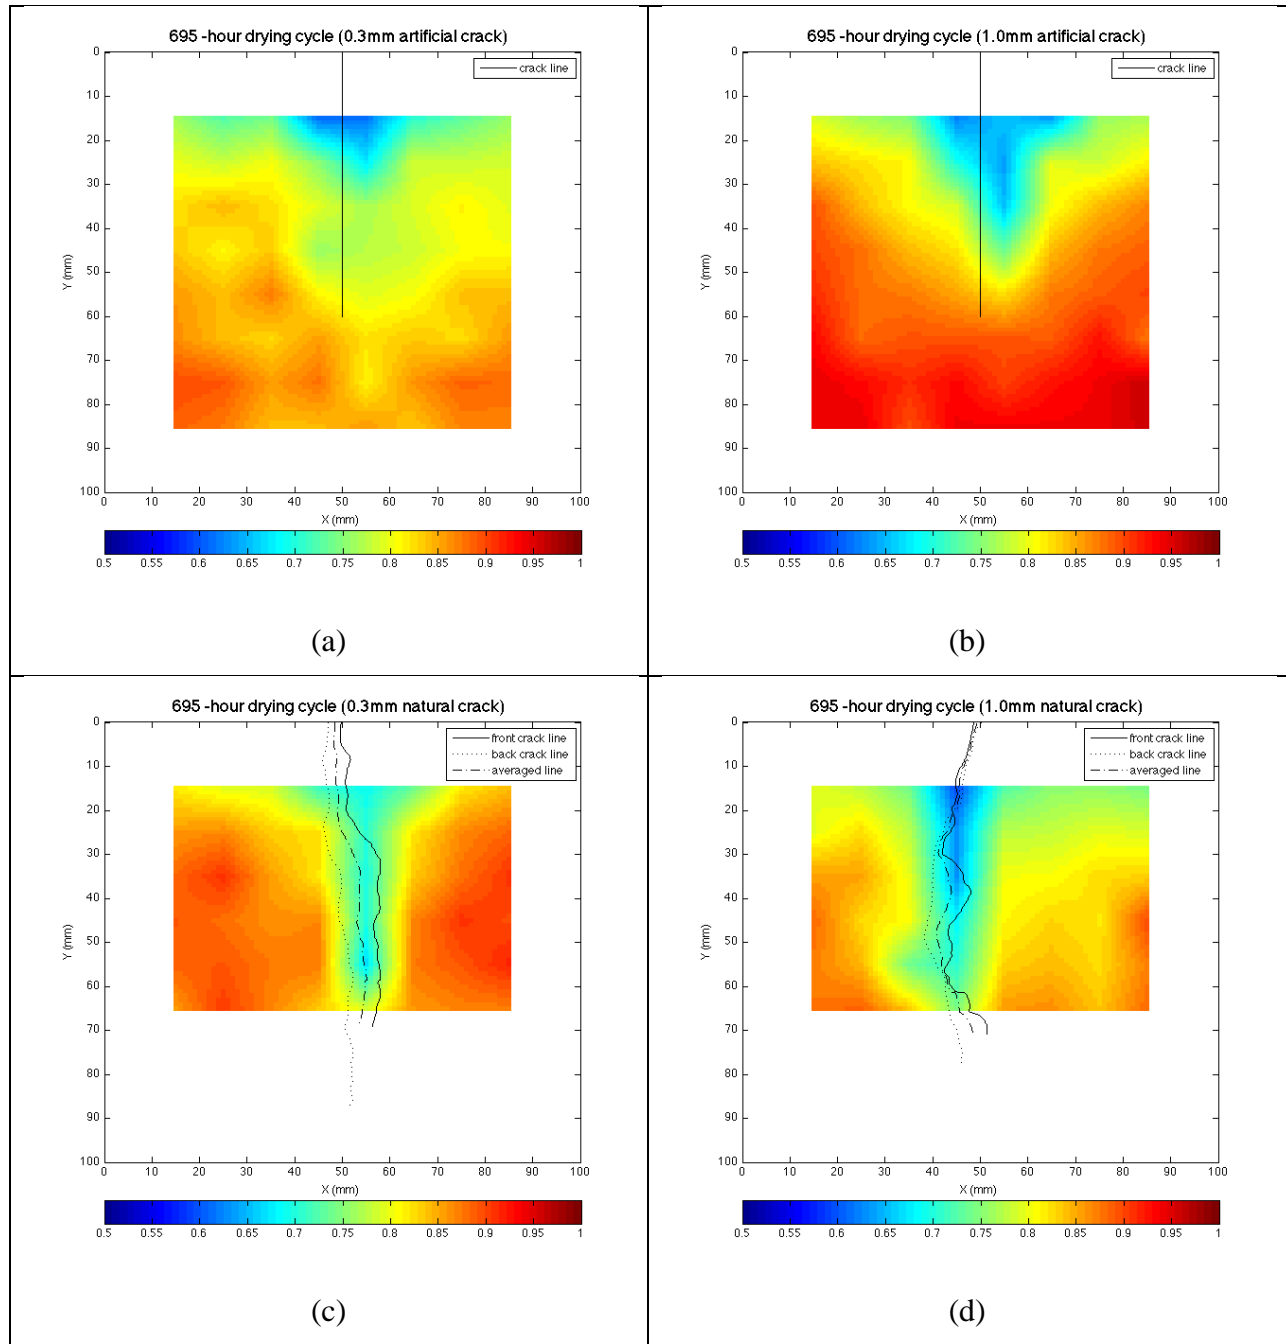 695 -hour drying cycle (0.3mm artificial crack)
crack line
0
10
20
30
40
50
60
70
80
90
100
Y (mm)
0 10 20 30 40 50 60 70 80 90 100
X (mm)
0.5 0.55 0.6 0.65 0.7 0.75 0.8 0.85 0.9 0.95 1
(a)
695 -hour drying cycle (1.0mm artificial crack)
crack line
0
10
20
30
40
50
60
70
80
90
100
Y (mm)
0 10 20 30 40 50 60 70 80 90 100
X (mm)
0.5 0.55 0.6 0.65 0.7 0.75 0.8 0.85 0.9 0.95 1
(b)
695 -hour drying cycle (0.3mm natural crack)
front crack line
back crack line
averaged line
0
10
20
30
40
50
60
70
80
90
100
Y (mm)
0 10 20 30 40 50 60 70 80 90 100
X (mm)
0.5 0.55 0.6 0.65 0.7 0.75 0.8 0.85 0.9 0.95 1
(c)
695 -hour drying cycle (1.0mm natural crack)
front crack line
back crack line
averaged line
0
10
20
30
40
50
60
70
80
90
100
Y (mm)
0 10 20 30 40 50 60 70 80 90 100
X (mm)
0.5 0.55 0.6 0.65 0.7 0.75 0.8 0.85 0.9 0.95 1
(d)